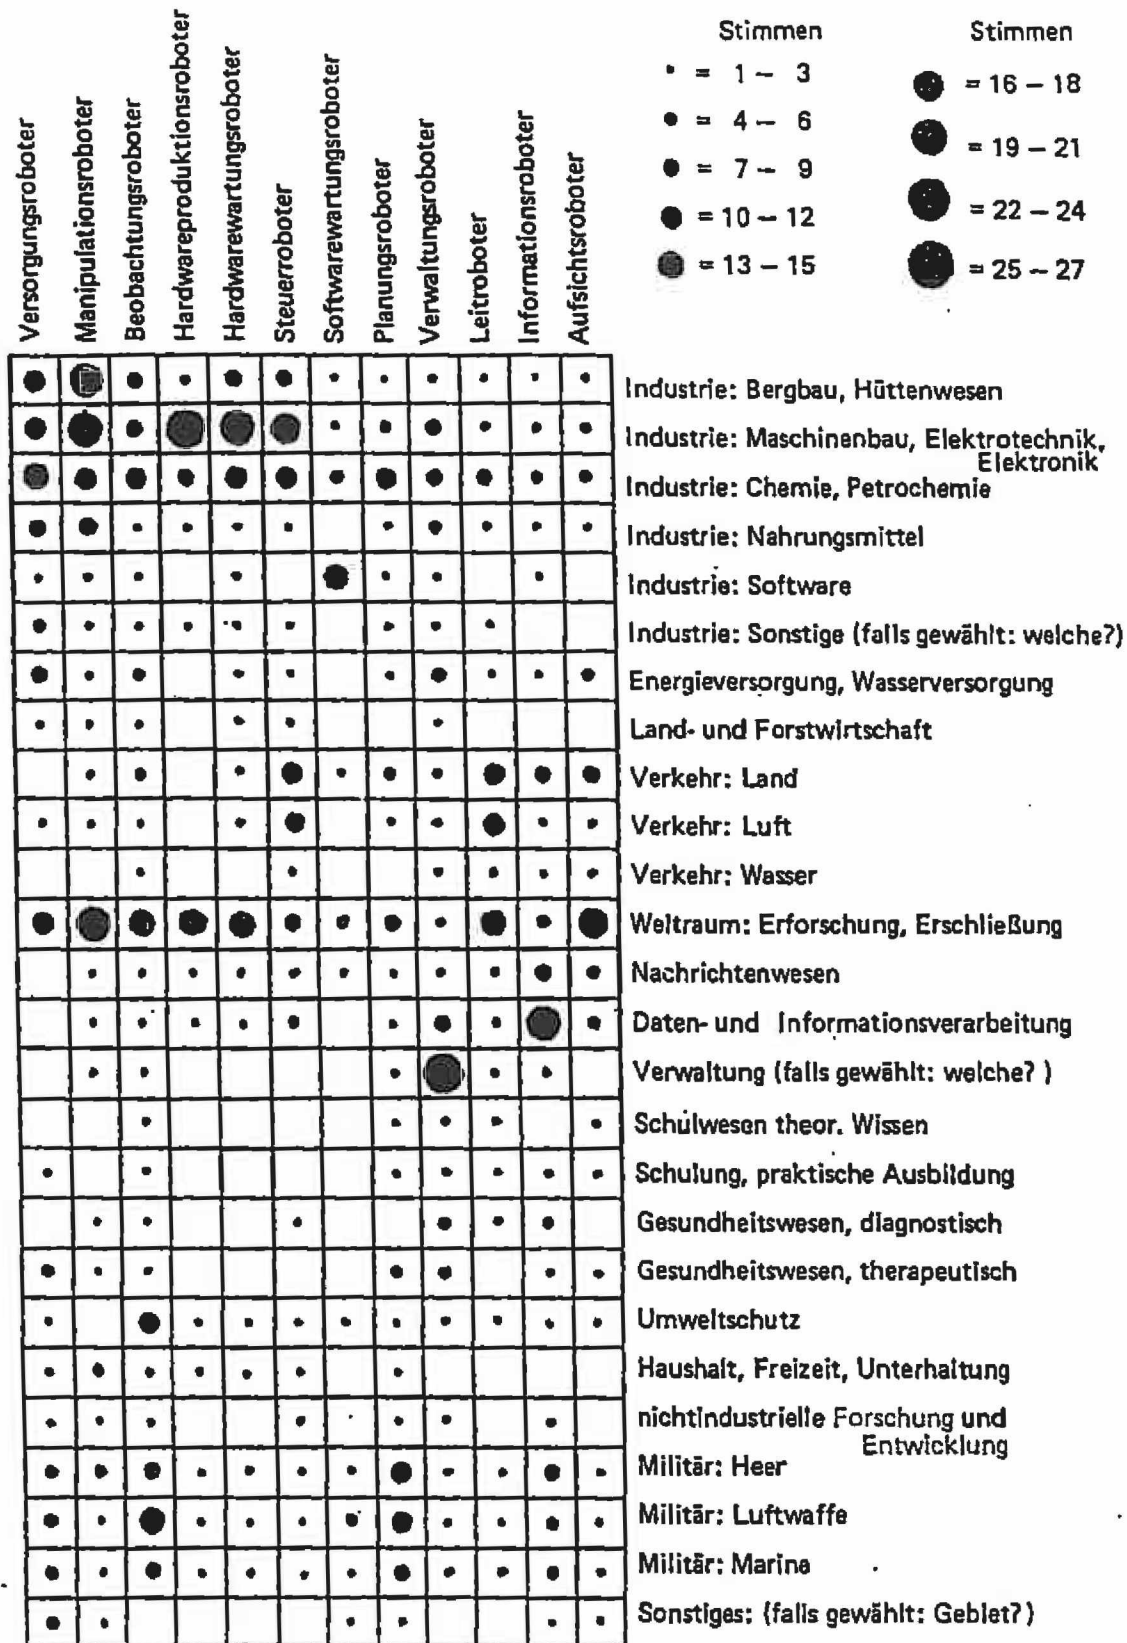 Stimmen
• = 1 – 3
• = 4 – 6
• = 7 – 9
● = 10 – 12
● = 13 – 15
Stimmen
● = 16 – 18
● = 19 – 21
● = 22 – 24
● = 25 – 27
Versorgungsroboter
Manipulationsroboter
Beobachtungsroboter
Hardwareproduktionsroboter
Hardwarewartungsroboter
Steuerroboter
Softwarewartungsroboter
Planungsroboter
Verwaltungsroboter
Leitroboter
Informationsroboter
Aufsichtsroboter
Industrie: Bergbau, Hüttenwesen
Industrie: Maschinenbau, Elektrotechnik,
Elektronik
Industrie: Chemie, Petrochemie
Industrie: Nahrungsmittel
Industrie: Software
Industrie: Sonstige (falls gewählt: welche?)
Energieversorgung, Wasserversorgung
Land- und Forstwirtschaft
Verkehr: Land
Verkehr: Luft
Verkehr: Wasser
Weltraum: Erforschung, Erschließung
Nachrichtenwesen
Daten- und Informationsverarbeitung
Verwaltung (falls gewählt: welche? )
Schulwesen theor. Wissen
Schulung, praktische Ausbildung
Gesundheitswesen, diagnostisch
Gesundheitswesen, therapeutisch
Umweltschutz
Haushalt, Freizeit, Unterhaltung
nichtindustrielle Forschung und
Entwicklung
Militär: Heer
Militär: Luftwaffe
Militär: Marine
Sonstiges: (falls gewählt: Gebiet?)